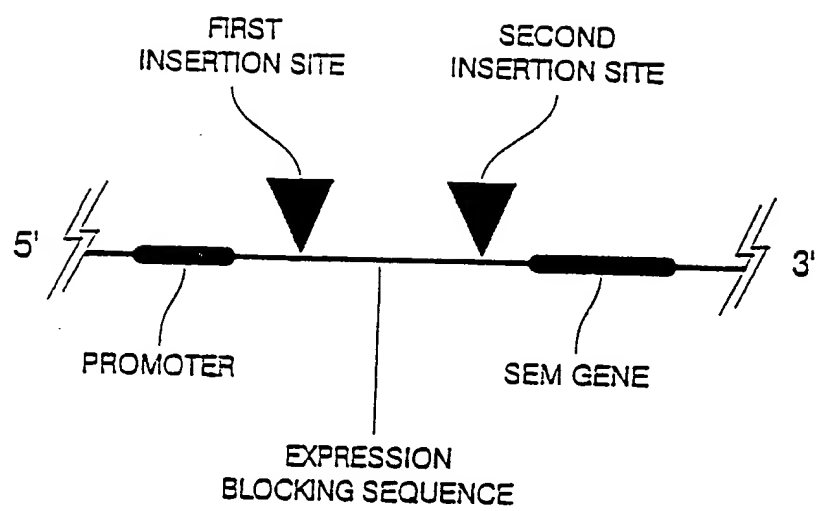 FIRST
INSERTION SITE
SECOND
INSERTION SITE
5'
3'
PROMOTER
SEM GENE
EXPRESSION
BLOCKING SEQUENCE